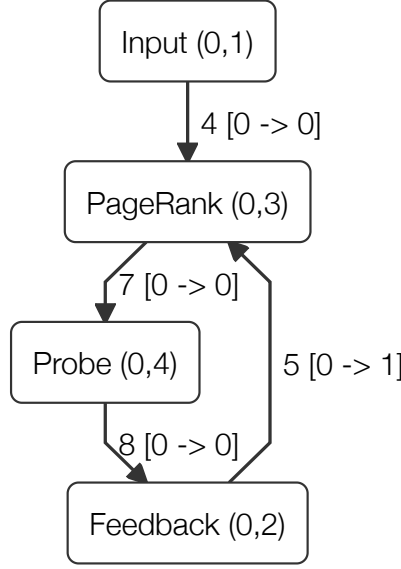 Input (0,1)
4 [0 -> 0]
PageRank (0,3)
7 [0 -> 0]
Probe (0,4)
5 [0 -> 1]
8 [0 -> 0]
Feedback (0,2)